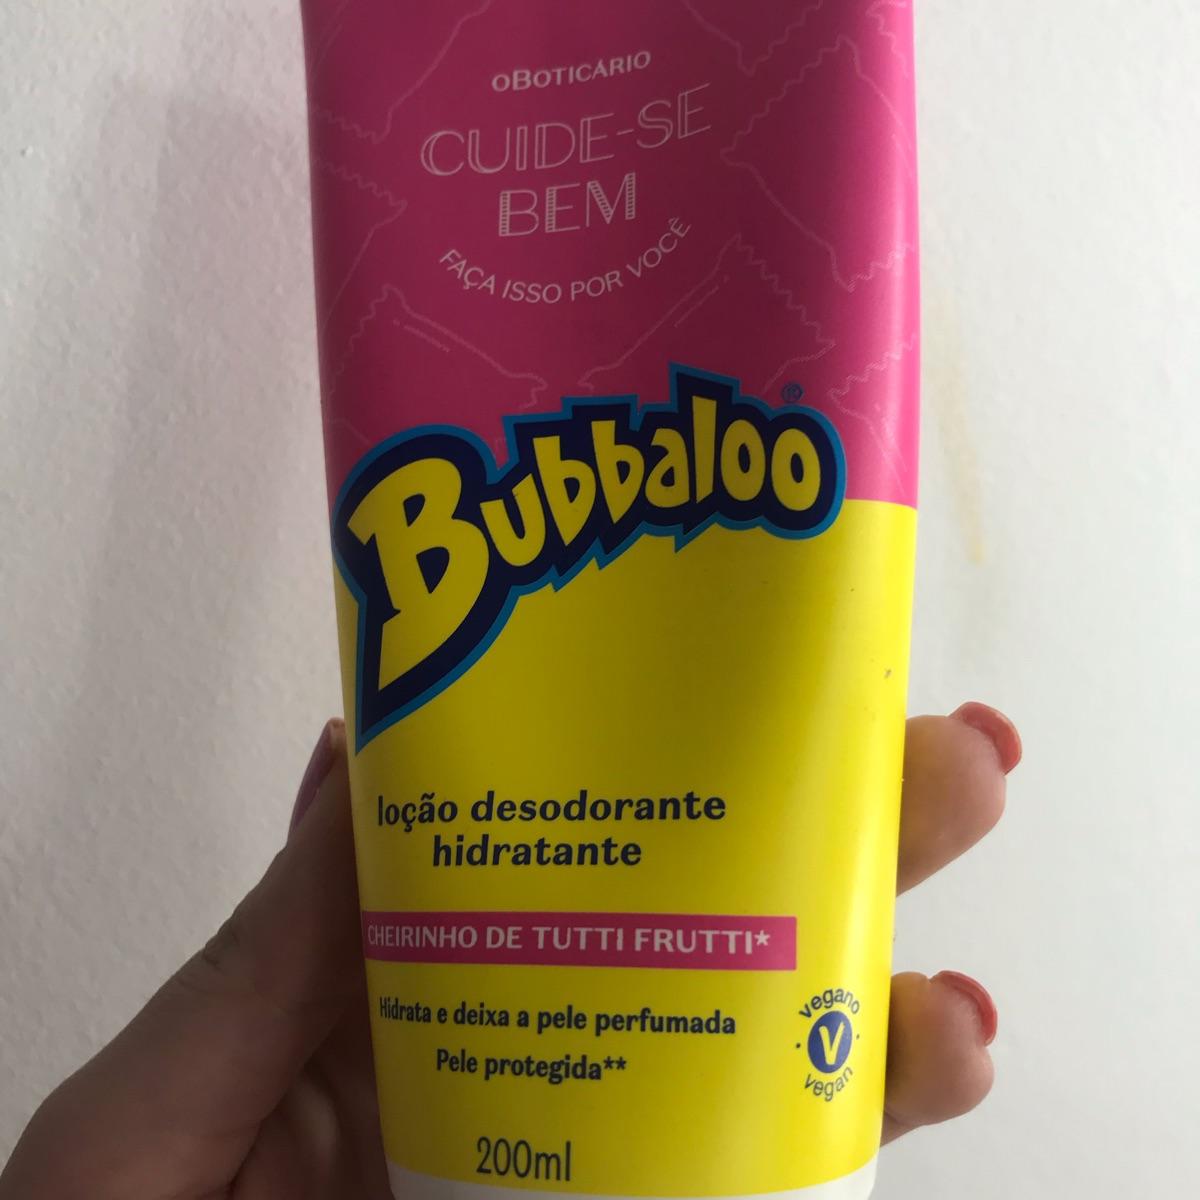 oBOTICÁRIO
CUIDE-SE
BEM
FAÇA ISSO POR VOCÊ
Bubbaloo®
loção desodorante
hidratante
CHEIRINHO DE TUTTI FRUTTI*
Hidrata e deixa a pele perfumada
Pele protegida**
vegano
V
vegan
200ml